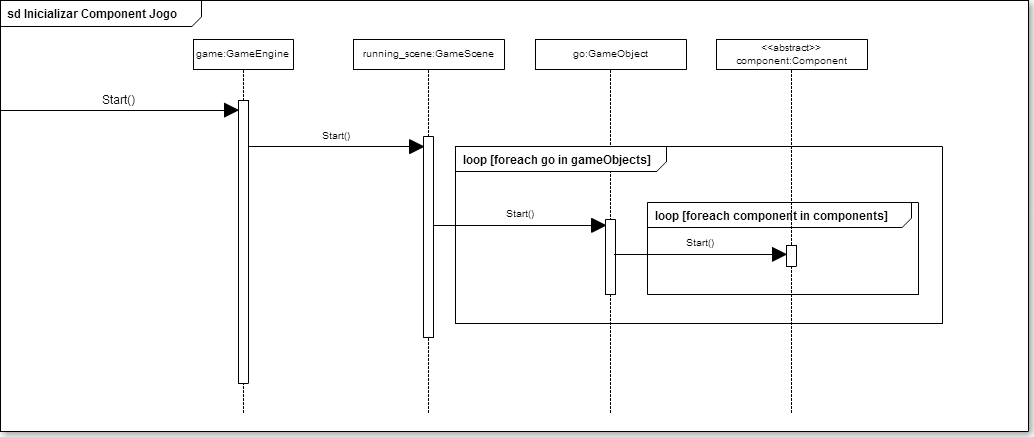 sd Inicializar Component Jogo
game:GameEngine
running_scene:GameScene
go:GameObject
<<abstract>>
component:Component
Start()
Start()
loop [foreach go in gameObjects]
Start()
loop [foreach component in components]
Start()